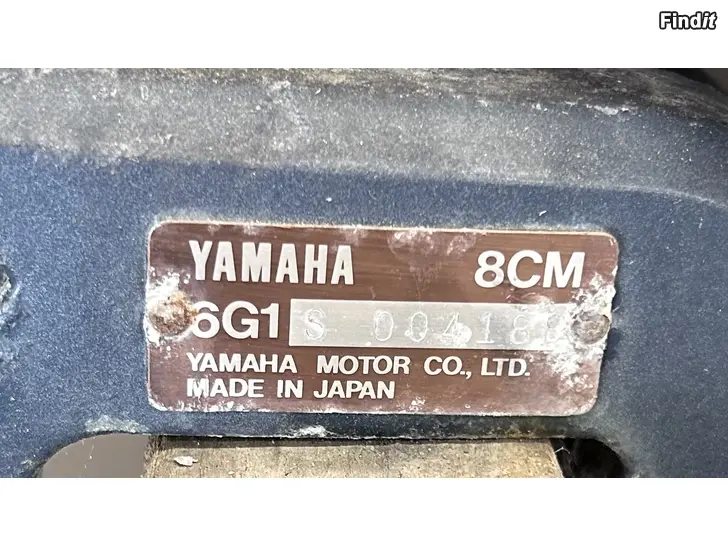 Findit
YAMAHA 8CM
6G1 S
YAMAHA MOTOR CO., LTD.
MADE IN JAPAN